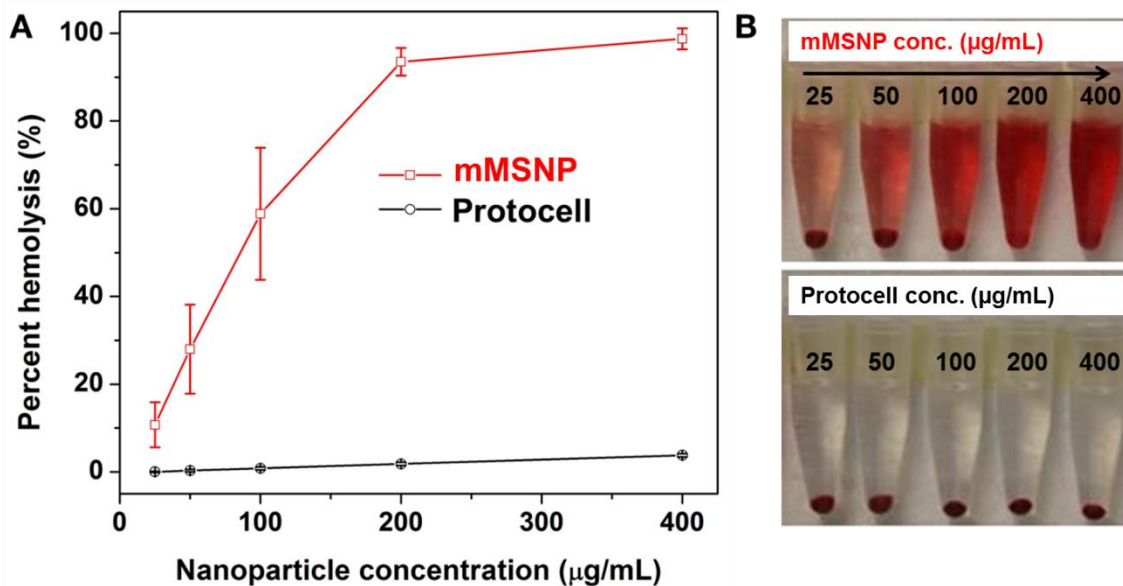 A
Percent hemolysis (%)
100
80
60
40
20
0
mMSNP
Protocell
0
100
200
300
400
Nanoparticle concentration (μg/mL)
B
mMSNP conc. (μg/mL)
25 50 100 200 400
Protocell conc. (μg/mL)
25 50 100 200 400